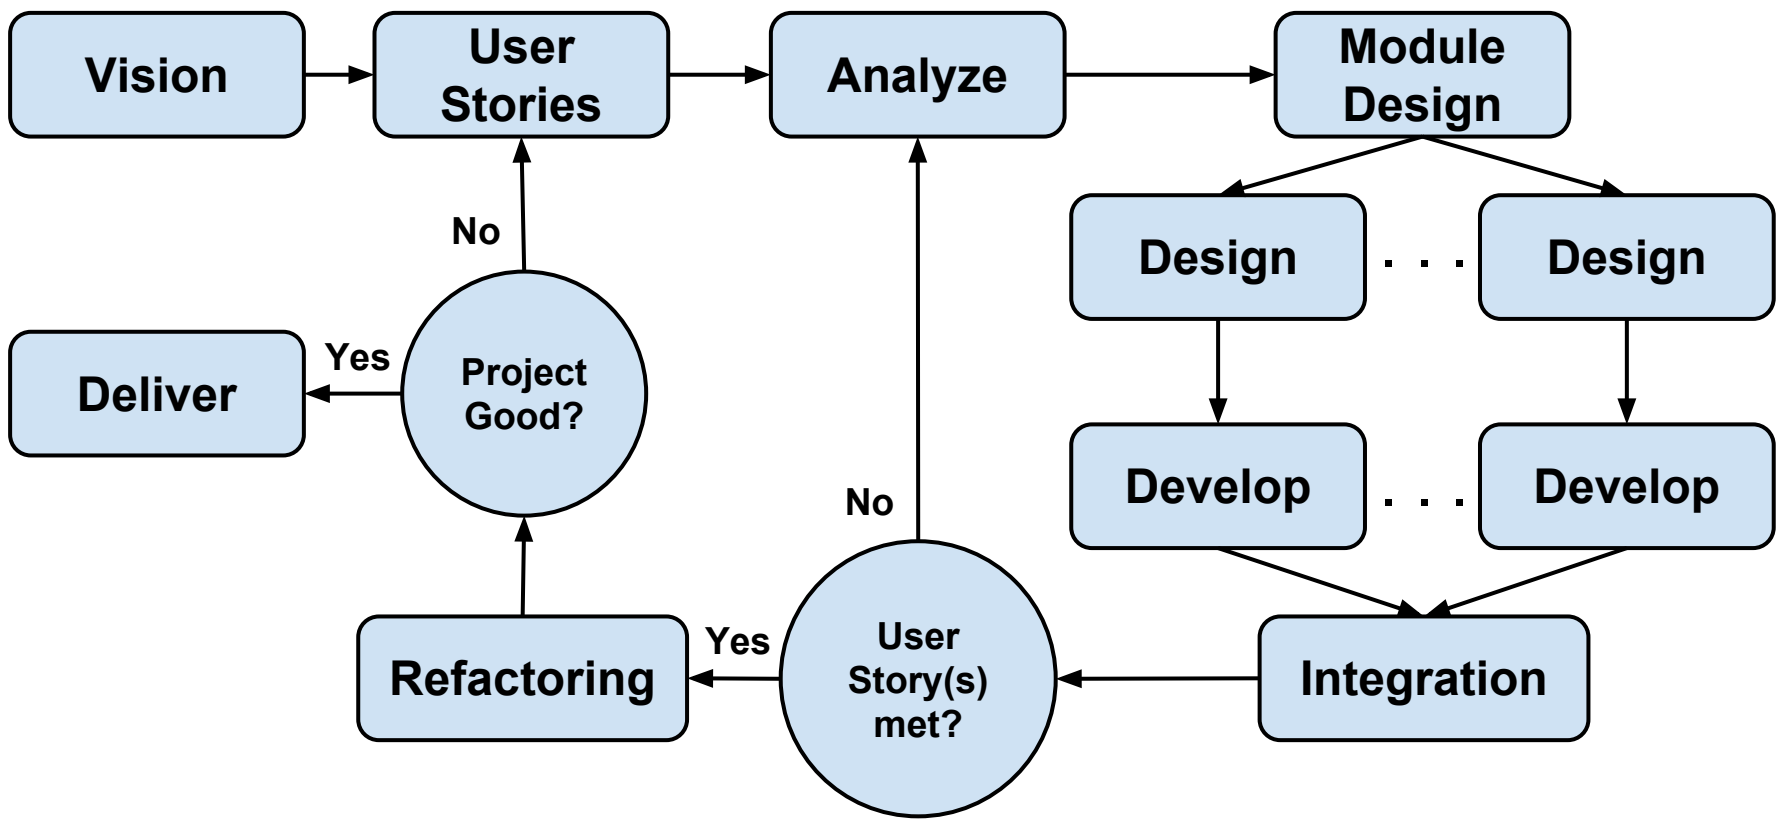 Vision
User
Stories
Analyze
Module
Design
No
Design
. . .
Design
Deliver
Yes
Project
Good?
Develop
. . .
Develop
No
Refactoring
Yes
User
Story(s)
met?
Integration